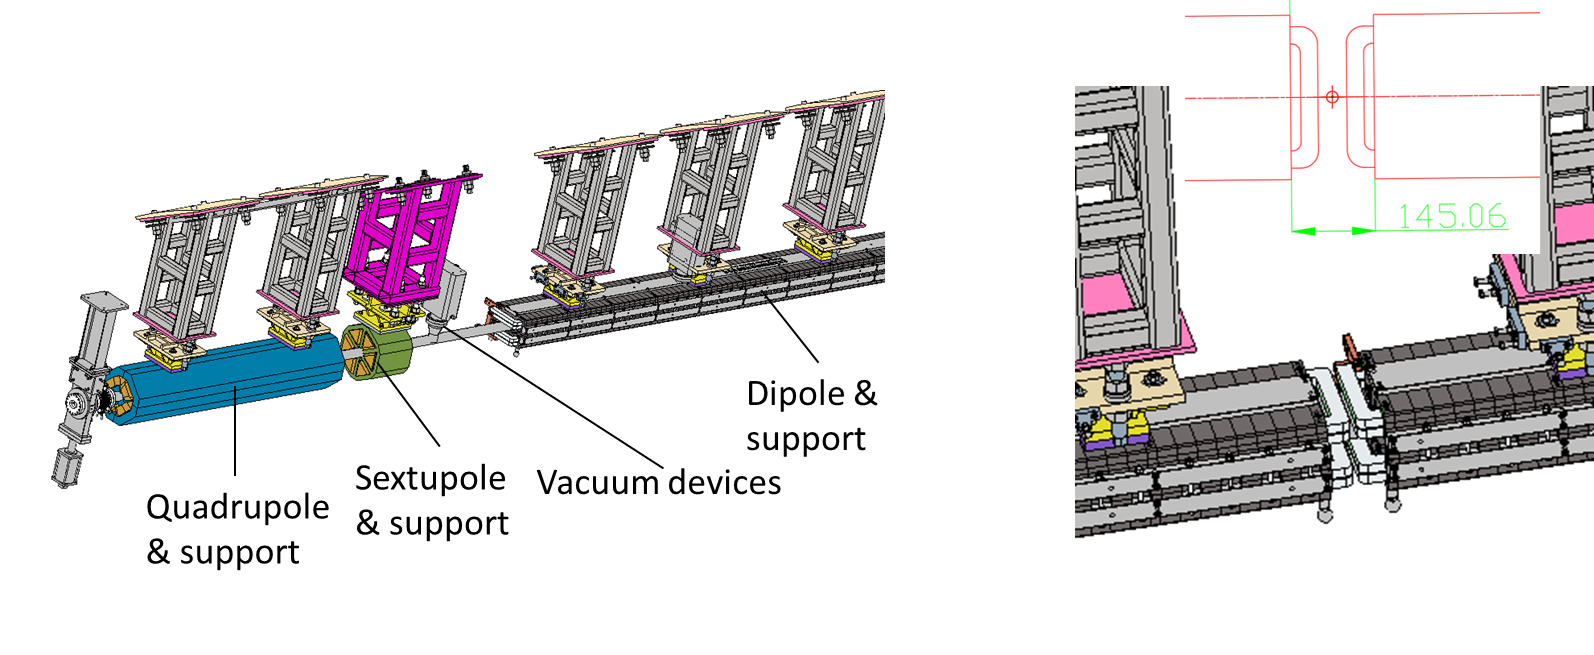 145.06
Dipole &
support
Sextupole
& support
Vacuum devices
Quadrupole
& support